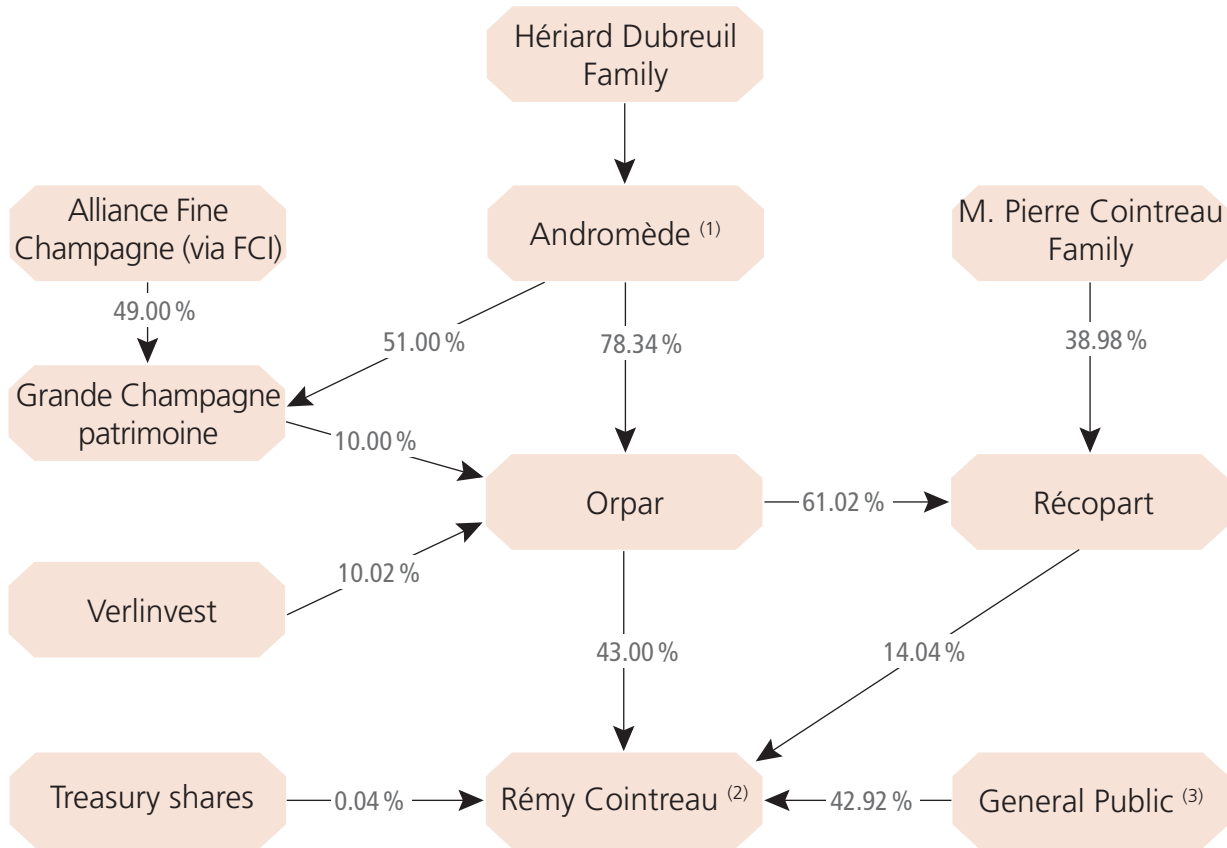 Hériard Dubreuil
Family
Alliance Fine
Champagne (via FCI)
Andromède (1)
M. Pierre Cointreau
Family
49.00 %
51.00 %
78.34 %
38.98 %
Grande Champagne
patrimoine
10.00 %
Orpar
61.02 %
Récopart
10.02 %
Verlinvest
43.00 %
14.04 %
Treasury shares
0.04 %
Rémy Cointreau (2)
42.92 %
General Public (3)